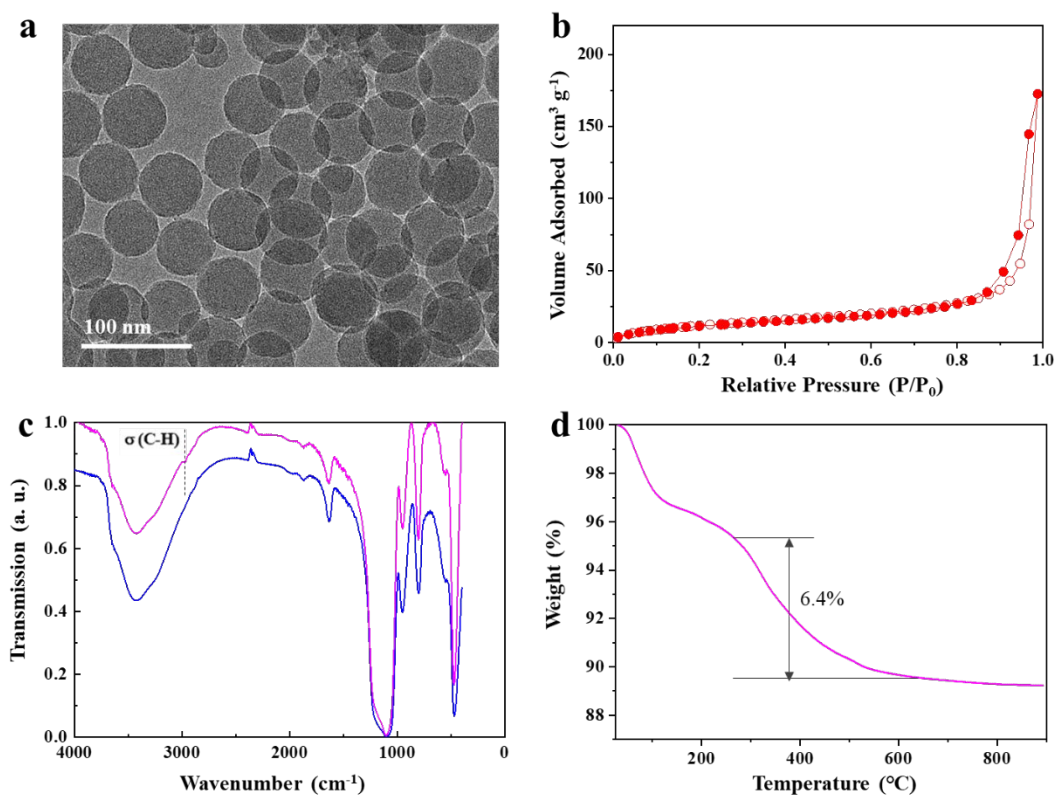 a
100 nm
b
Volume Adsorbed (cm³ g⁻¹)
200
150
100
50
0
0.0 0.2 0.4 0.6 0.8 1.0
Relative Pressure (P/P₀)
c
σ (C-H)
Transmission (a. u.)
1.0
0.8
0.6
0.4
0.2
0.0
4000 3000 2000 1000 0
Wavenumber (cm⁻¹)
d
Weight (%)
100
98
96
94
92
90
88
6.4%
200 400 600 800
Temperature (°C)